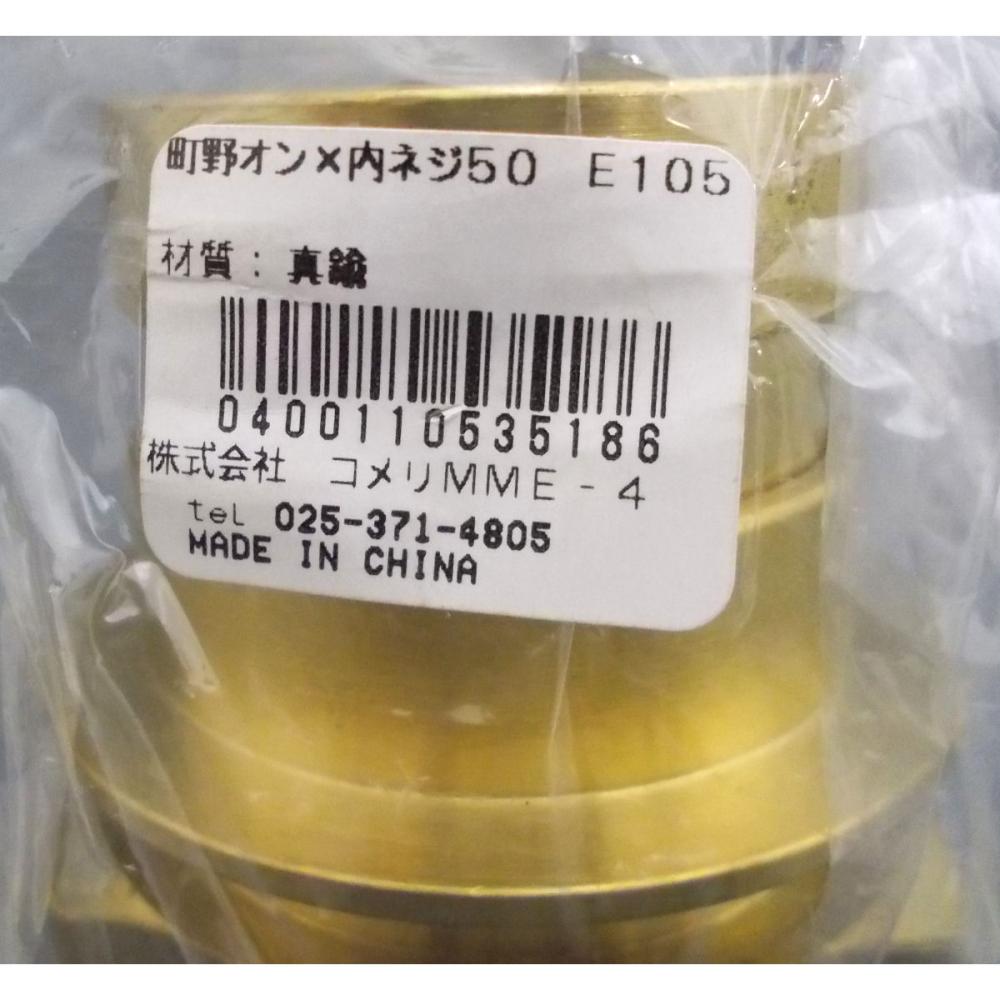 町野オン×内ネジ50 E105
材質: 真鍮
0400110535186
株式会社 コメリMME-4
tel 025-371-4805
MADE IN CHINA